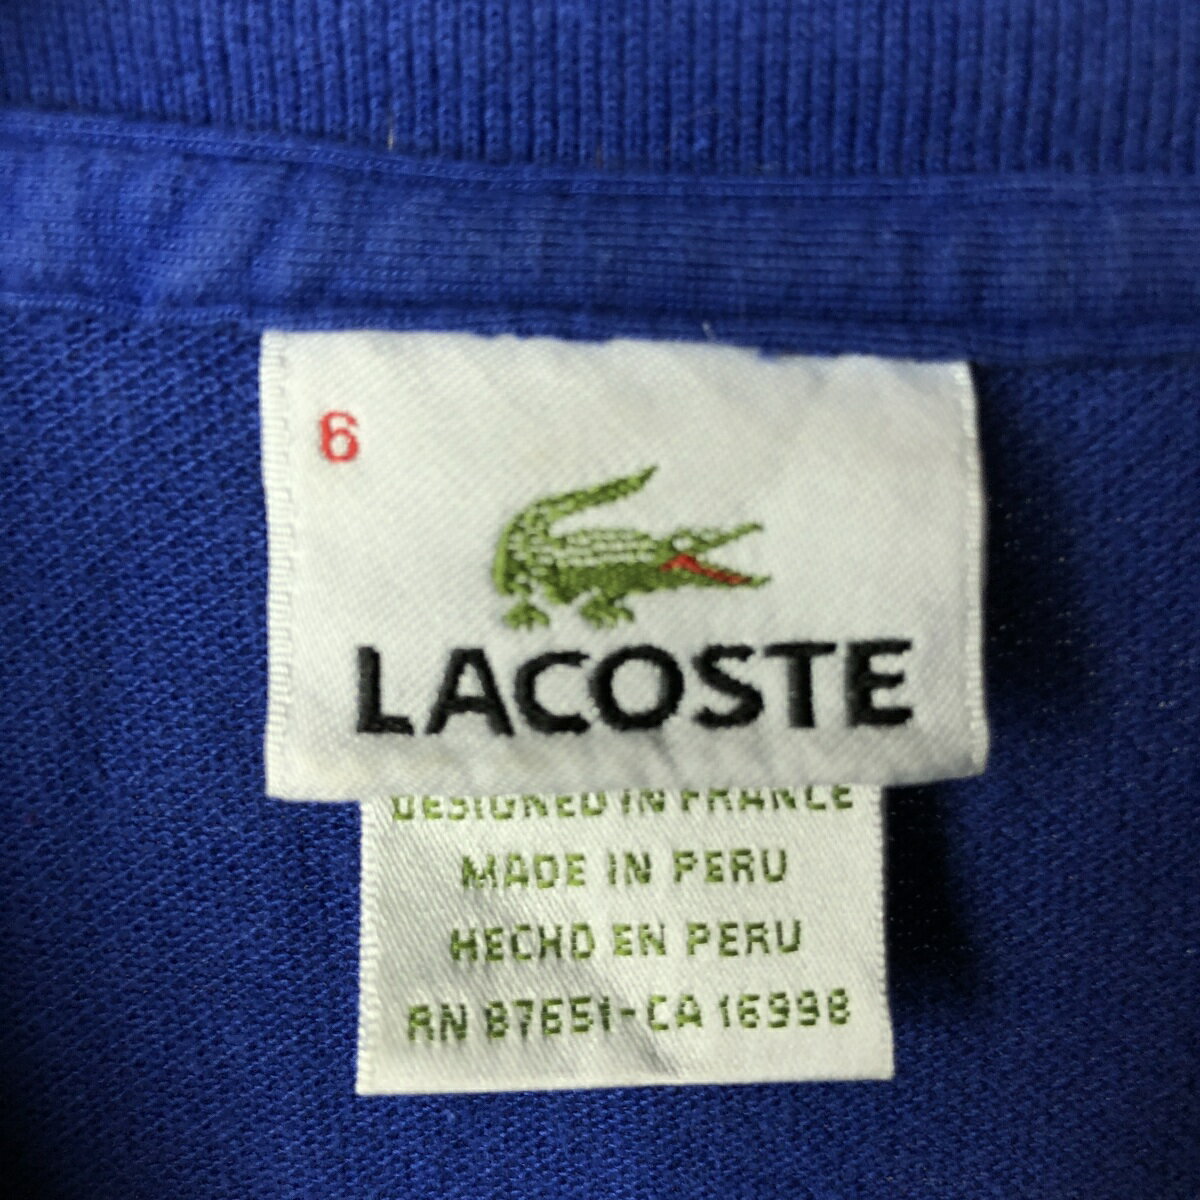 6
LACOSTE
DESIGNED IN FRANCE
MADE IN PERU
HECHO EN PERU
RN 87651-CA 16998